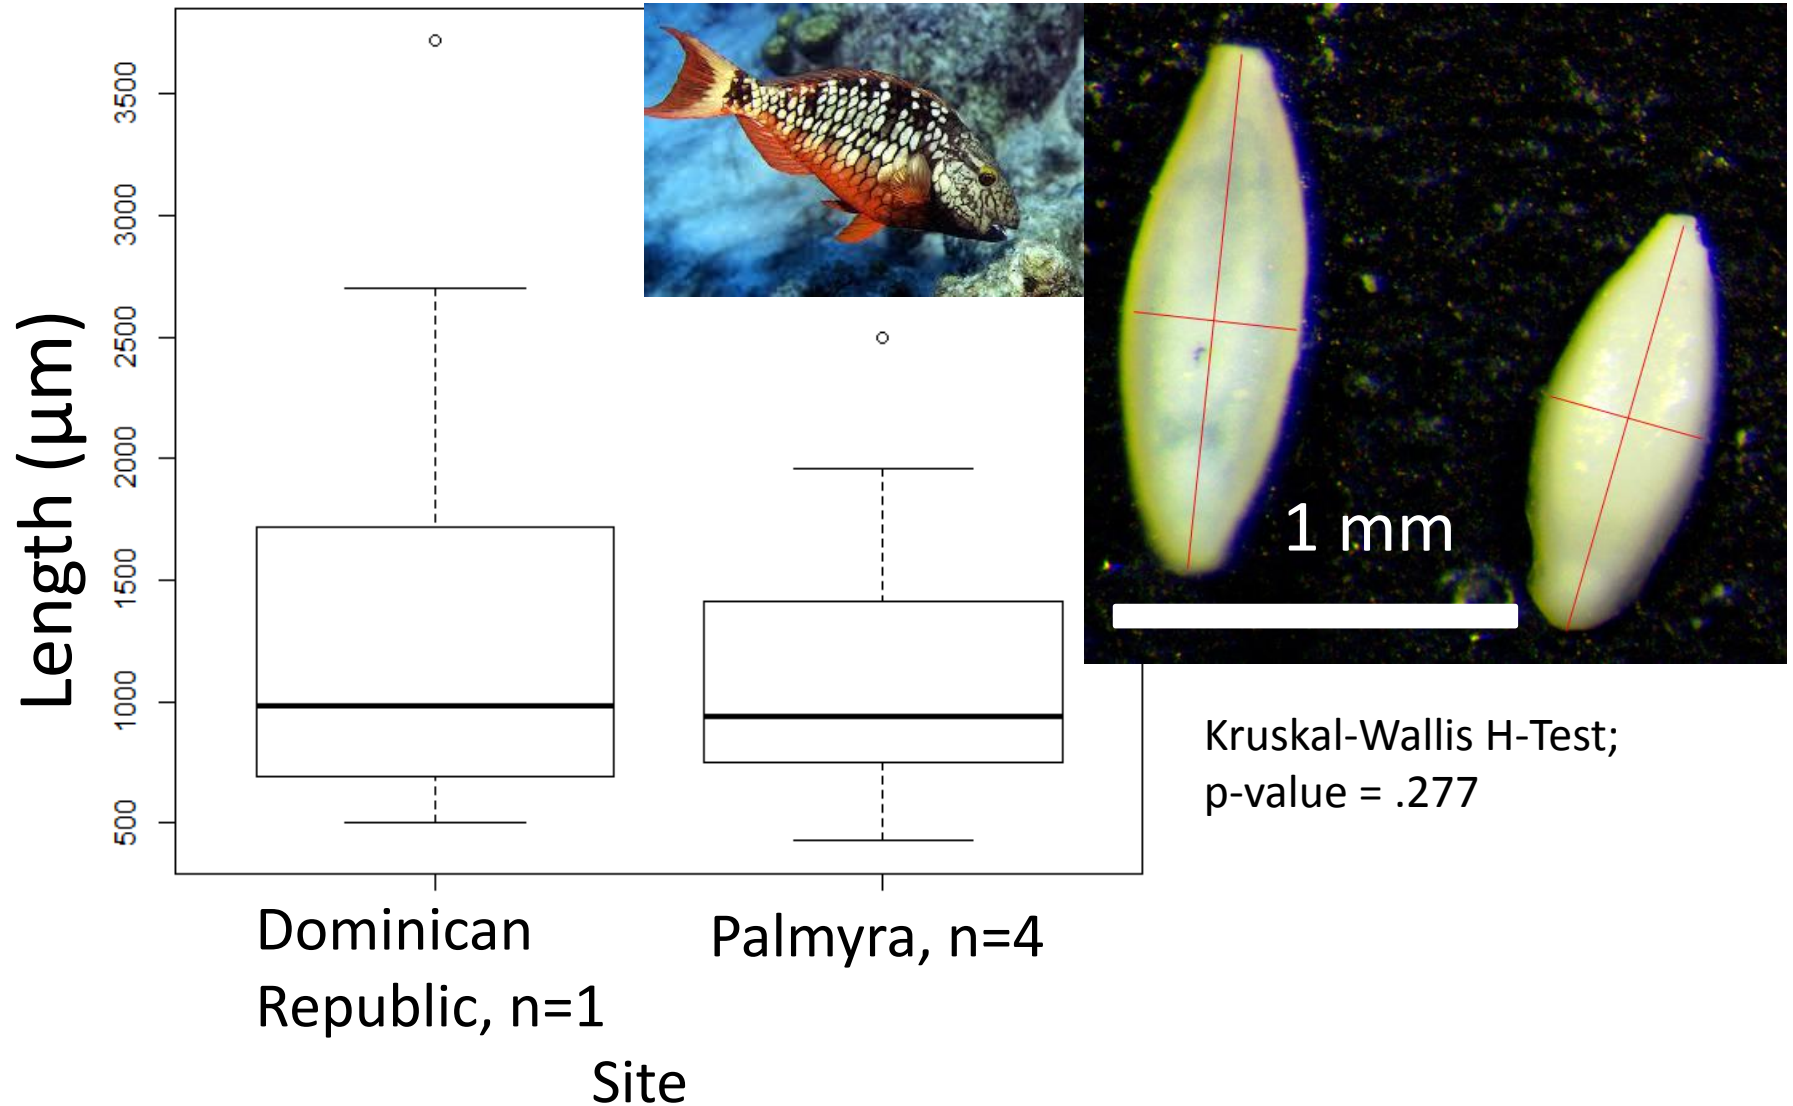 Length (µm)
3500
3000
2500
2000
1500
1000
500
1 mm
Kruskal-Wallis H-Test;
p-value = .277
Dominican
Republic, n=1
Palmyra, n=4
Site